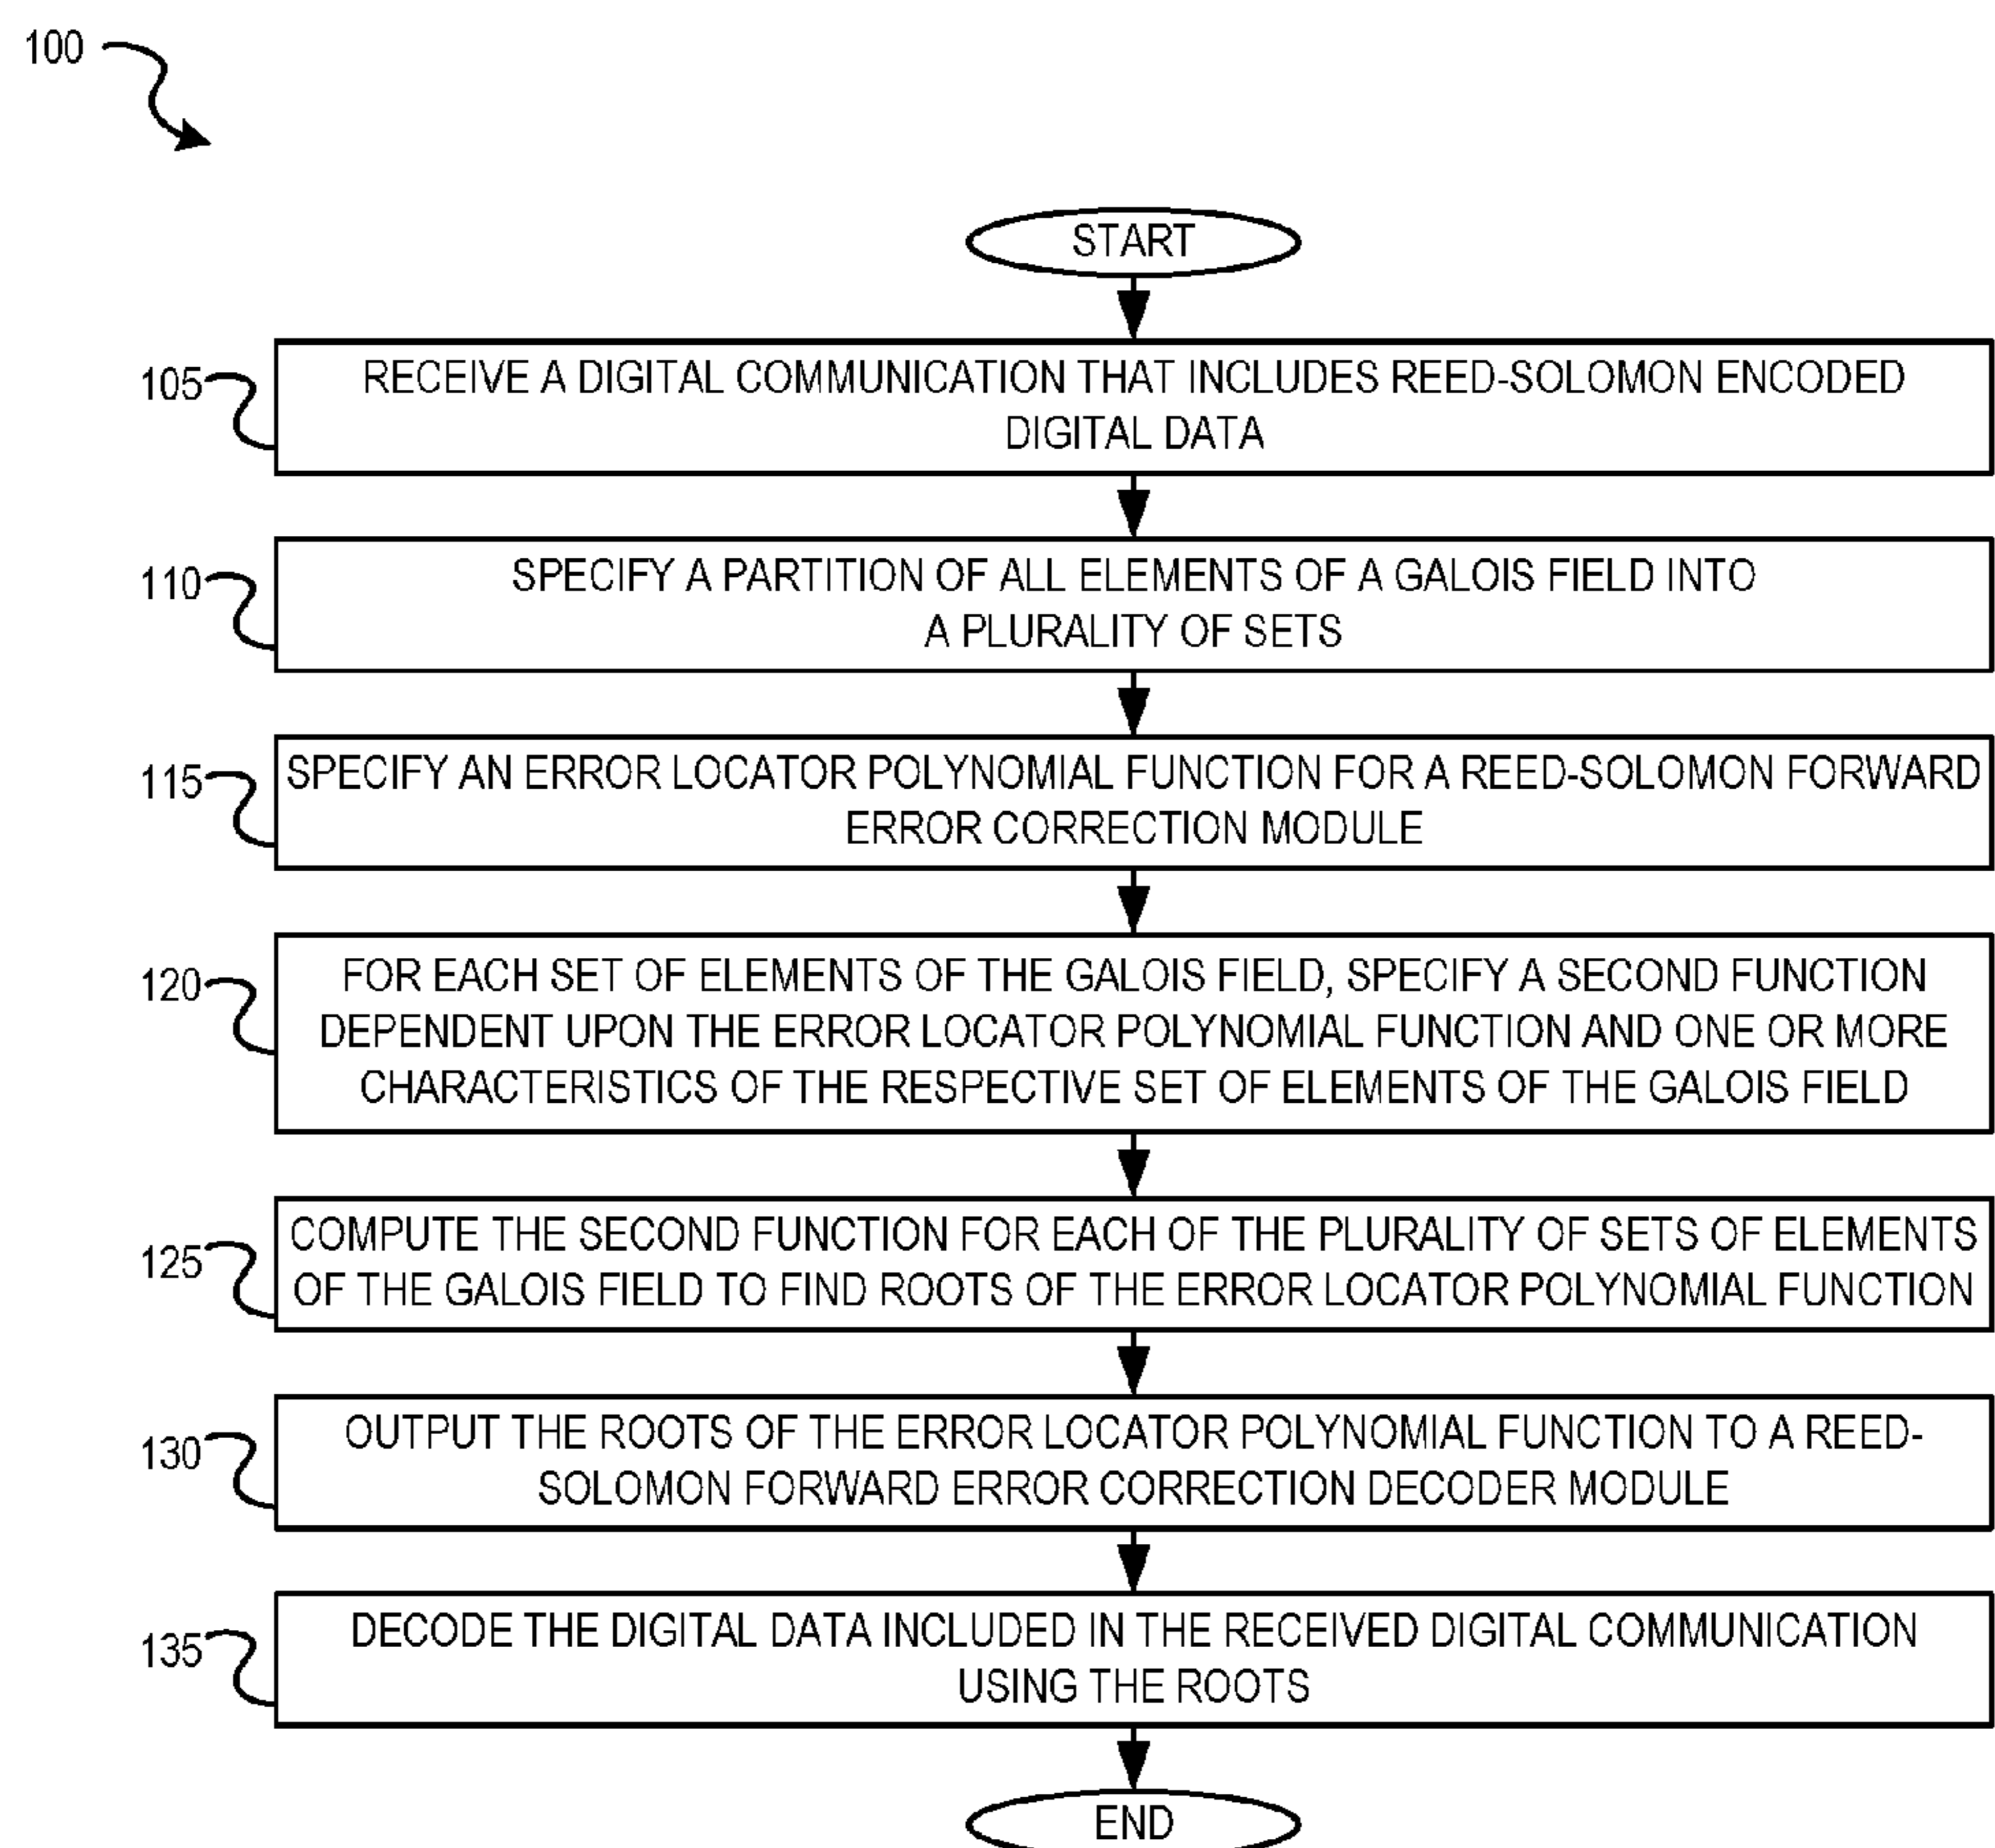 100
START
105
RECEIVE A DIGITAL COMMUNICATION THAT INCLUDES REED-SOLOMON ENCODED
DIGITAL DATA
110
SPECIFY A PARTITION OF ALL ELEMENTS OF A GALOIS FIELD INTO
A PLURALITY OF SETS
115
SPECIFY AN ERROR LOCATOR POLYNOMIAL FUNCTION FOR A REED-SOLOMON FORWARD
ERROR CORRECTION MODULE
120
FOR EACH SET OF ELEMENTS OF THE GALOIS FIELD, SPECIFY A SECOND FUNCTION
DEPENDENT UPON THE ERROR LOCATOR POLYNOMIAL FUNCTION AND ONE OR MORE
CHARACTERISTICS OF THE RESPECTIVE SET OF ELEMENTS OF THE GALOIS FIELD
125
COMPUTE THE SECOND FUNCTION FOR EACH OF THE PLURALITY OF SETS OF ELEMENTS
OF THE GALOIS FIELD TO FIND ROOTS OF THE ERROR LOCATOR POLYNOMIAL FUNCTION
130
OUTPUT THE ROOTS OF THE ERROR LOCATOR POLYNOMIAL FUNCTION TO A REED-
SOLOMON FORWARD ERROR CORRECTION DECODER MODULE
135
DECODE THE DIGITAL DATA INCLUDED IN THE RECEIVED DIGITAL COMMUNICATION
USING THE ROOTS
END